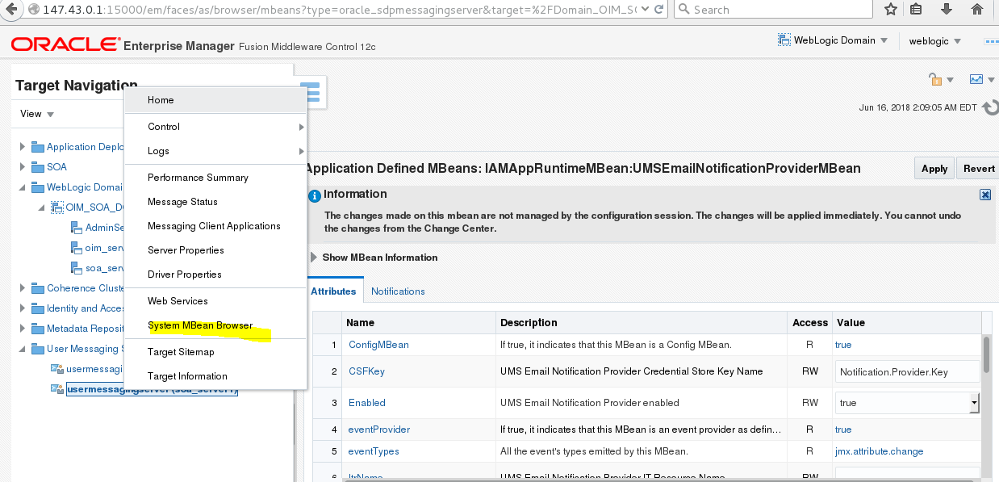 147.43.0.1:15000/em/faces/as/browser/mbeans?type=oracle_sdpmessagingserver&target=%2FDomain_OIM_SO
Search
ORACLE® Enterprise Manager Fusion Middleware Control 12c
WebLogic Domain
weblogic
Target Navigation
View
Jun 16, 2018 2:09:05 AM EDT
Application Deplo
SOA
WebLogic Domai
OIM_SOA_DO
AdminSe
oim_serv
soa_serv
Coherence Cluste
Identity and Acces
Metadata Reposit
User Messaging S
usermessagi
usermessagingserver (soa_server1)
Home
Control
Logs
Performance Summary
Message Status
Messaging Client Applications
Server Properties
Driver Properties
Web Services
System MBean Browser
Target Sitemap
Target Information
Application Defined MBeans: IAMAppRuntimeMBean:UMSEmailNotificationProviderMBean
Apply
Revert
Information
The changes made on this mbean are not managed by the configuration session. The changes will be applied immediately. You cannot undo
the changes from the Change Center.
Show MBean Information
Attributes Notifications
Name Description Access Value
1 ConfigMBean If true, it indicates that this MBean is a Config MBean. R true
2 CSFKey UMS Email Notification Provider Credential Store Key Name RW Notification.Provider.Key
3 Enabled UMS Email Notification Provider enabled RW true
4 eventProvider If true, it indicates that this MBean is an event provider as defin... R true
5 eventTypes All the event's types emitted by this MBean. R jmx.attribute.change
6 ItrName UMS Email Notification Provider IT Resource Name RW